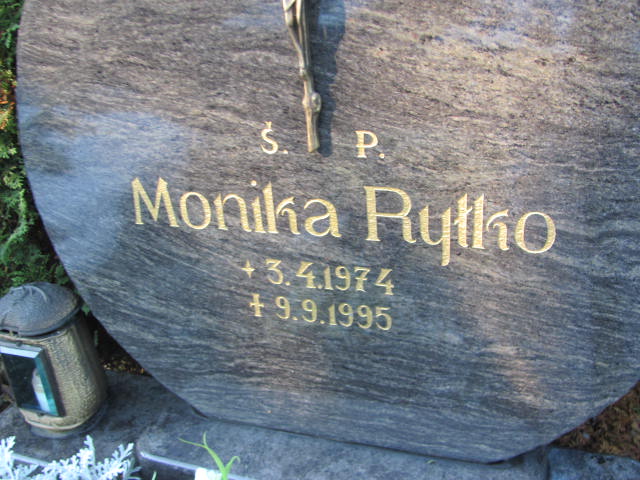 Ś. P.
Monika Rytko
+ 3.4.1974
+ 9.9.1995